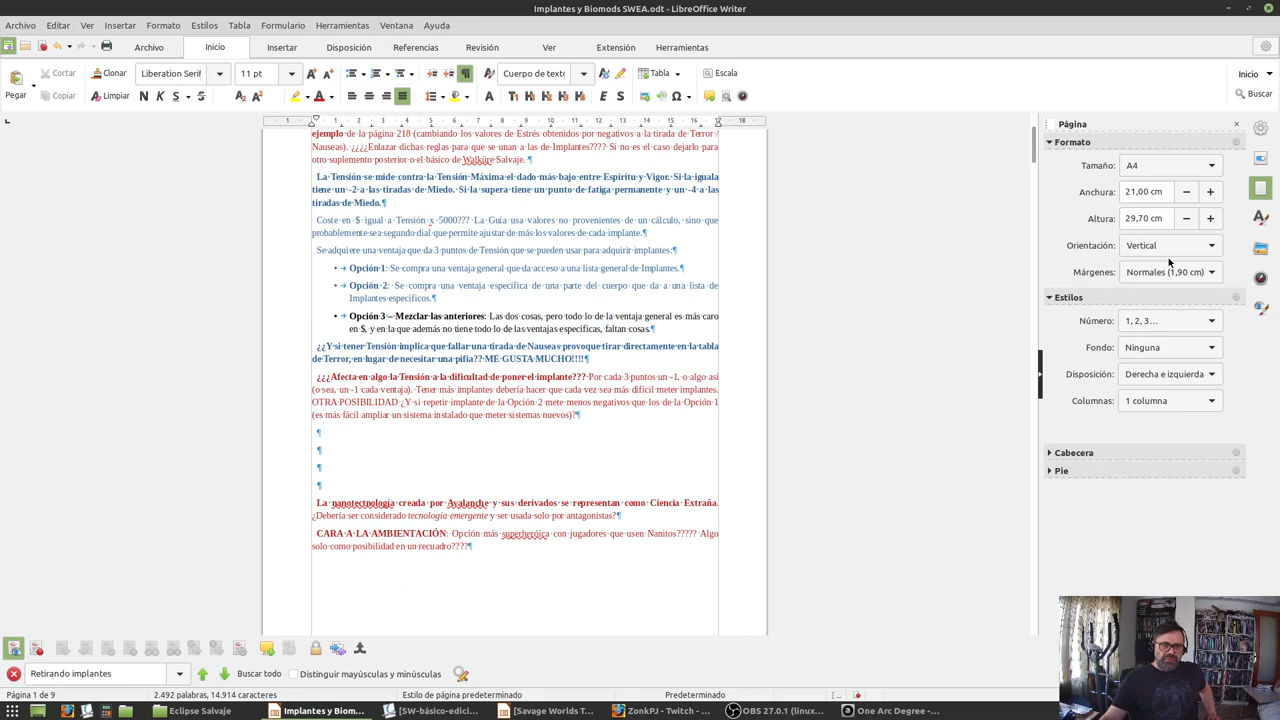 Implantes y Biomods SWEA.odt - LibreOffice Writer
Archivo Editar Ver Insertar Formato Estilos Tabla Formulario Herramientas Ventana Ayuda
Archivo Inicio Insertar Disposición Referencias Revisión Ver Extensión Herramientas
Cortar Clonar Liberation Serif 11 pt Cuerpo de texto Tabla Escala Inicio
Pegar Copiar Limpiar Buscar
1 1 2 3 4 5 6 7 8 9 10 11 12 13 14 15 16 17 18
ejemplo de la página 218 (cambiando los valores de Estrés obtenidos por negativos a la tirada de Terror /
Nauseas). ¿¿¿¿Enlazar dichas reglas para que se unan a las de Implantes???? Si no es el caso dejarlo para
otro suplemento posterior o el básico de Walküre Salvaje.¶
La Tensión se mide contra la Tensión Máxima el dado más bajo entre Espíritu y Vigor. Si la iguala
tiene un -2 a las tiradas de Miedo. Si la supera tiene un punto de fatiga permanente y un -4 a las
tiradas de Miedo.¶
Coste en $ igual a Tensión x 5000??? La Guía usa valores no provenientes de un cálculo, sino que
probablemente sea segundo dial que permite ajustar de más los valores de cada implante.¶
Se adquiere una ventaja que da 3 puntos de Tensión que se pueden usar para adquirir implantes:¶
• Opción 1: Se compra una ventaja general que da acceso a una lista general de Implantes.¶
• Opción 2: Se compra una ventaja específica de una parte del cuerpo que da a una lista de
Implantes específicos.¶
• Opción 3 – Mezclar las anteriores: Las dos cosas, pero todo lo de la ventaja general es más caro
en $, y en la que además no tiene todo lo de las ventajas específicas, faltan cosas.¶
¿¿Y si tener Tensión implica que fallar una tirada de Nauseas provoque tirar directamente en la tabla
de Terror, en lugar de necesitar una pifia?? ME GUSTA MUCHO!!!!¶
¿¿¿Afecta en algo la Tensión a la dificultad de poner el implante??? Por cada 3 puntos un -1, o algo así
(o sea, un -1 cada ventaja). Tener más implantes debería hacer que cada vez sea más difícil meter implantes.
OTRA POSIBILIDAD ¿Y si repetir implante de la Opción 2 mete menos negativos que los de la Opción 1
(es más fácil ampliar un sistema instalado que meter sistemas nuevos)?¶
¶
¶
¶
¶
La nanotectnología creada por Avalanche y sus derivados se representan como Ciencia Extraña.
¿Debería ser considerado tecnología emergente y ser usada solo por antagonistas?¶
CARA A LA AMBIENTACIÓN: Opción más superheróica con jugadores que usen Nanitos????? Algo
solo como posibilidad en un recuadro????¶
Página
Formato
Tamaño: A4
Anchura: 21,00 cm
Altura: 29,70 cm
Orientación: Vertical
Márgenes: Normales (1,90 cm)
Estilos
Número: 1, 2, 3...
Fondo: Ninguna
Disposición: Derecha e izquierda
Columnas: 1 columna
Cabecera
Pie
Retirando implantes Buscar todo Distinguir mayúsculas y minúsculas
Página 1 de 9 2.492 palabras, 14.914 caracteres Estilo de página predeterminado Predeterminado
Eclipse Salvaje Implantes y Biom... [SW-básico-edici... [Savage Worlds T... ZonkPJ - Twitch - ... OBS 27.0.1 (linux... One Arc Degree - ...